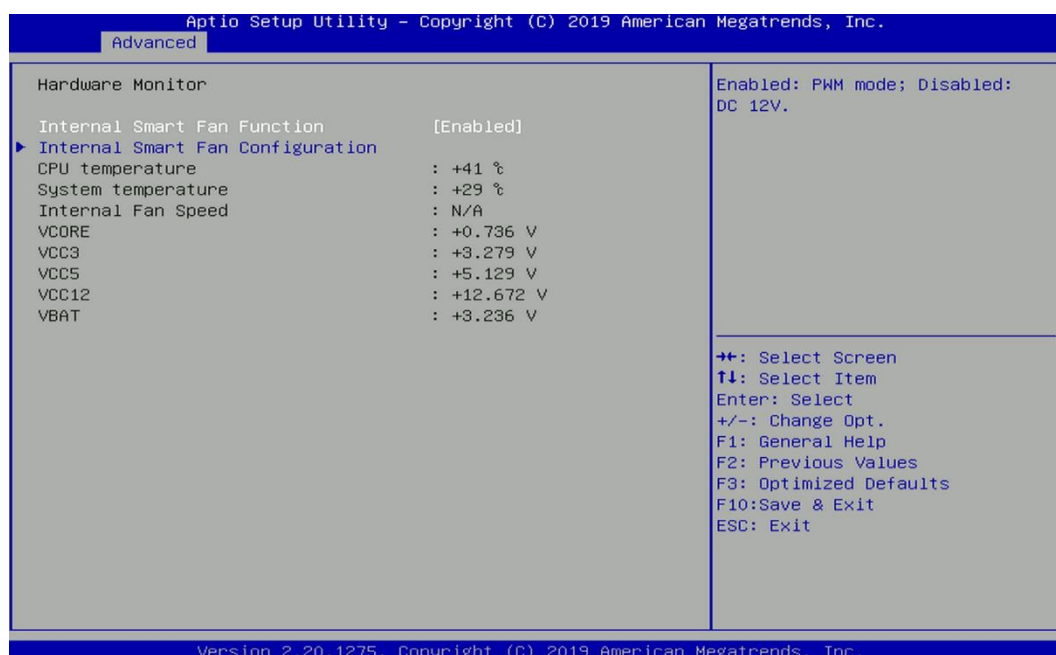 Aptio Setup Utility – Copyright (C) 2019 American Megatrends, Inc.
Advanced
Hardware Monitor
Internal Smart Fan Function [Enabled]
► Internal Smart Fan Configuration
CPU temperature : +41 ℃
System temperature : +29 ℃
Internal Fan Speed : N/A
VCORE : +0.736 V
VCC3 : +3.279 V
VCC5 : +5.129 V
VCC12 : +12.672 V
VBAT : +3.236 V
Enabled: PWM mode; Disabled:
DC 12V.
→←: Select Screen
↑↓: Select Item
Enter: Select
+/-: Change Opt.
F1: General Help
F2: Previous Values
F3: Optimized Defaults
F10:Save & Exit
ESC: Exit
Version 2.20.1275. Copyright (C) 2019 American Megatrends, Inc.